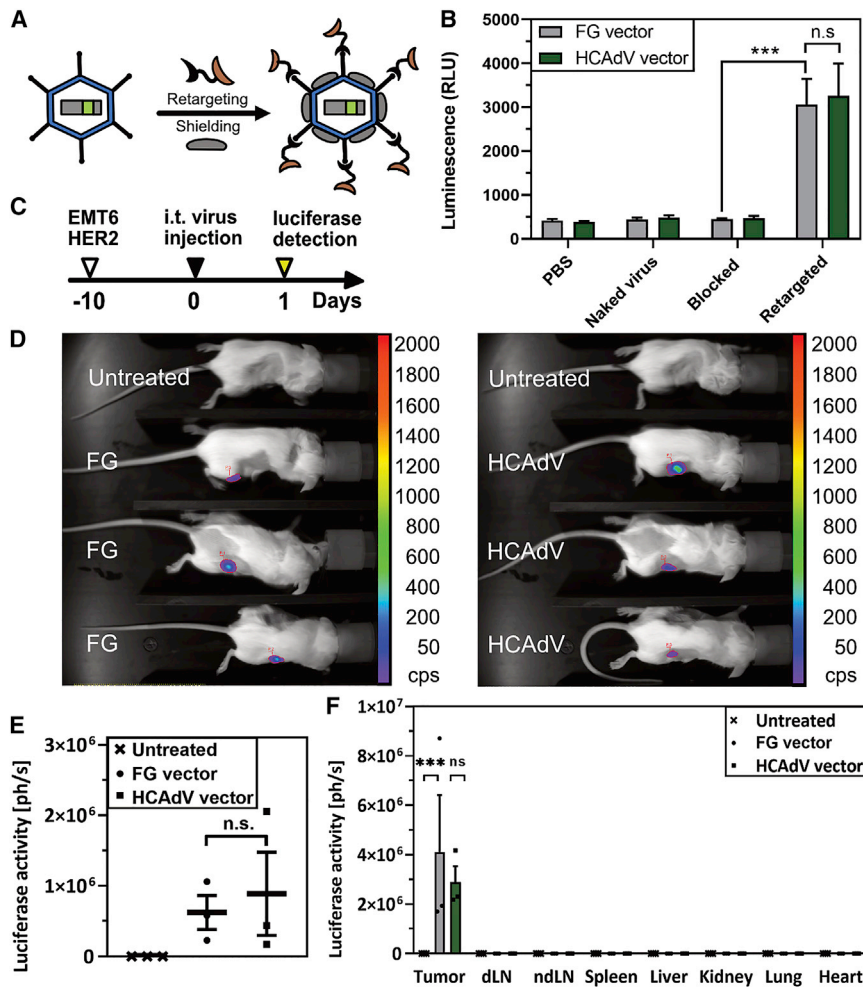 A
Retargeting
Shielding
B
FG vector
HCAdV vector
Luminescence (RLU)
5000
4000
3000
2000
1000
500
0
***
n.s
PBS
Naked virus
Blocked
Retargeted
C
EMT6 i.t. virus luciferase
HER2 injection detection
-10 0 1 Days
D
Untreated
FG
FG
FG
2000
1800
1600
1400
1200
1000
800
600
400
200
50
cps
Untreated
HCAdV
HCAdV
HCAdV
2000
1800
1600
1400
1200
1000
800
600
400
200
50
cps
E
Luciferase activity [ph/s]
3×10⁶
2×10⁶
1×10⁶
0
Untreated
FG vector
HCAdV vector
n.s.
F
Luciferase activity [ph/s]
1×10⁷
8×10⁶
6×10⁶
4×10⁶
2×10⁶
0
Untreated
FG vector
HCAdV vector
*** ns
Tumor dLN ndLN Spleen Liver Kidney Lung Heart